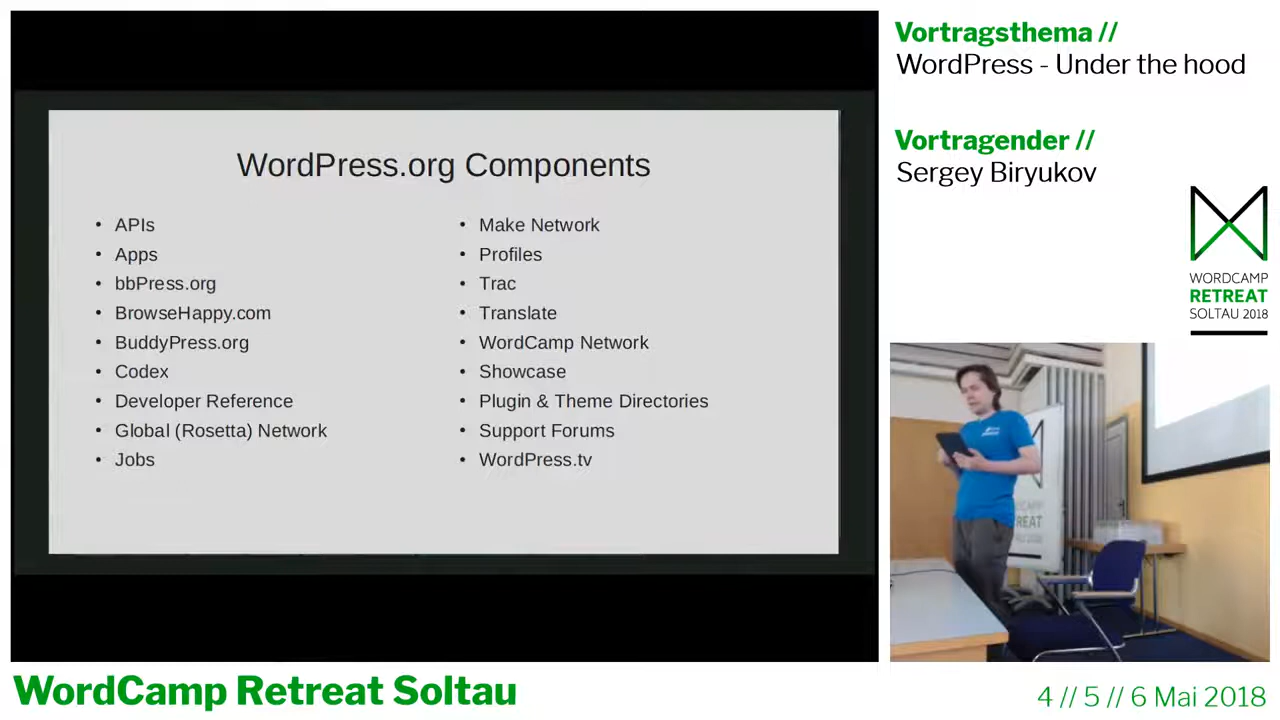 WordPress.org Components
• APIs
• Apps
• bbPress.org
• BrowseHappy.com
• BuddyPress.org
• Codex
• Developer Reference
• Global (Rosetta) Network
• Jobs
• Make Network
• Profiles
• Trac
• Translate
• WordCamp Network
• Showcase
• Plugin & Theme Directories
• Support Forums
• WordPress.tv
Vortragsthema //
WordPress - Under the hood
Vortragender //
Sergey Biryukov
WORDCAMP
RETREAT
SOLTAU 2018
WordCamp Retreat Soltau
4 // 5 // 6 Mai 2018